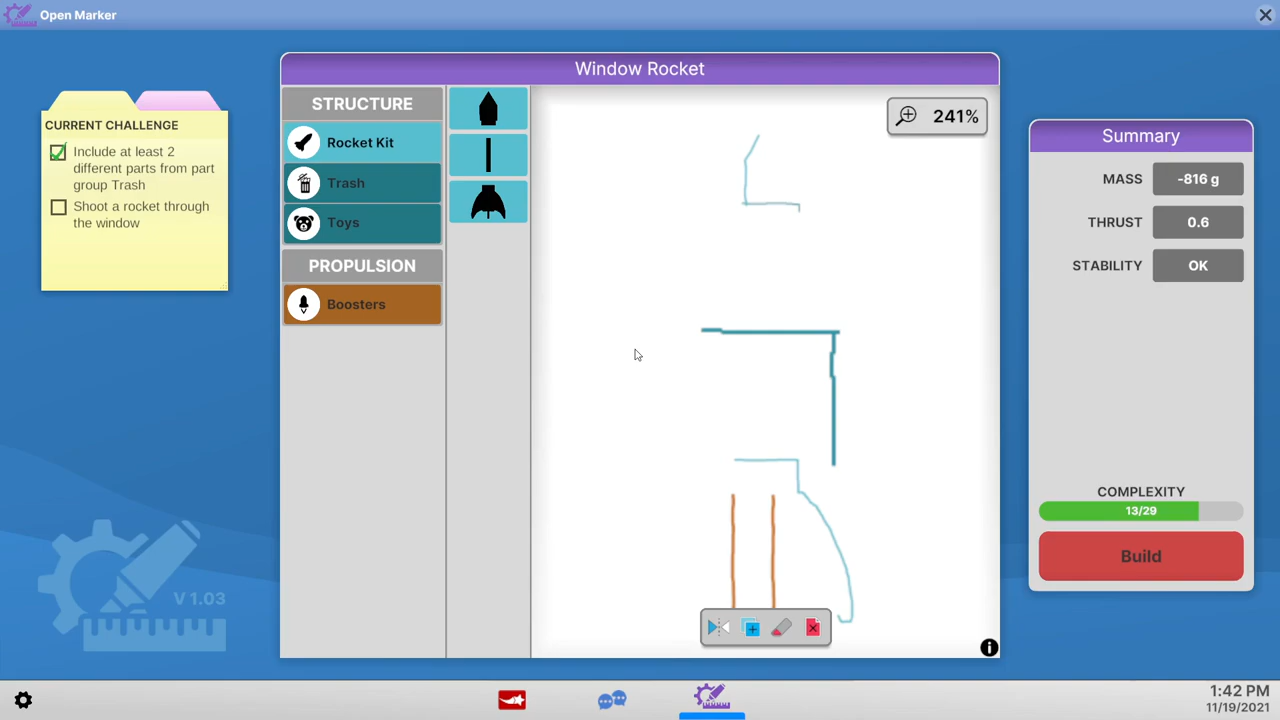 Open Marker
Window Rocket
CURRENT CHALLENGE
Include at least 2
different parts from part
group Trash
Shoot a rocket through
the window
STRUCTURE
Rocket Kit
Trash
Toys
PROPULSION
Boosters
241%
Summary
MASS -816 g
THRUST 0.6
STABILITY OK
COMPLEXITY
13/29
Build
V 1.03
1:42 PM
11/19/2021